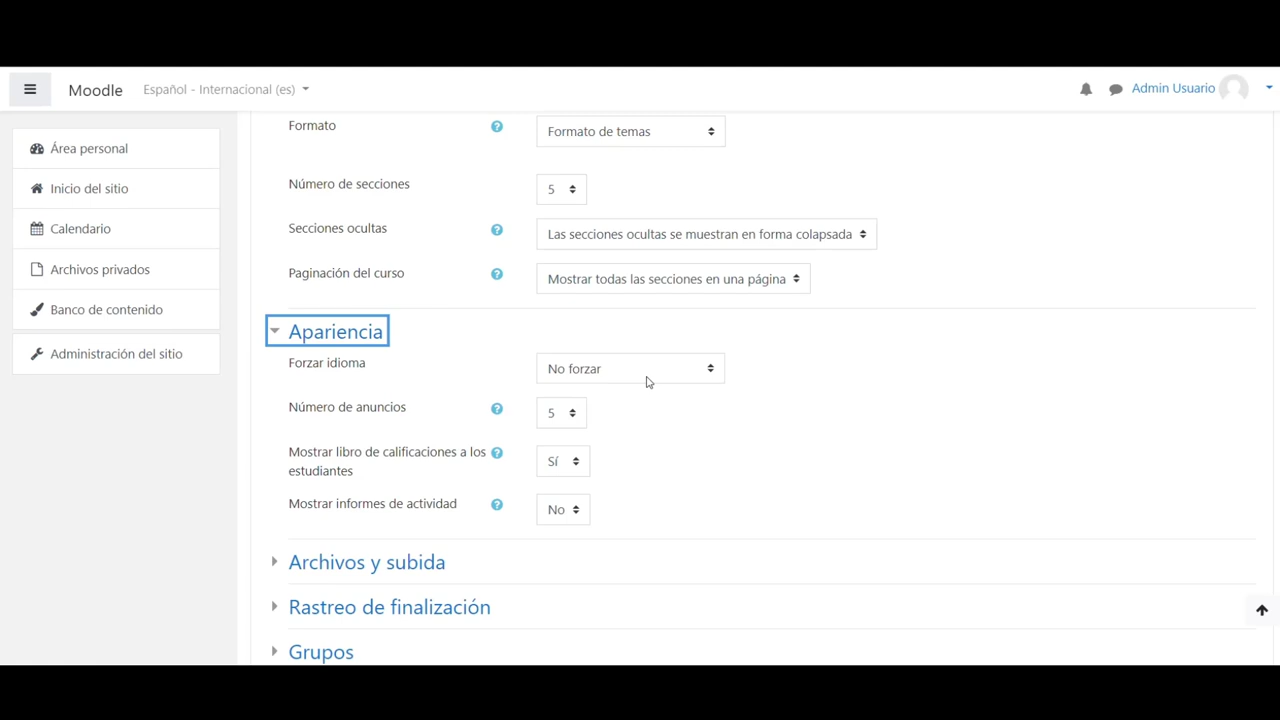 Moodle Español - Internacional (es) Admin Usuario
Área personal
Inicio del sitio
Calendario
Archivos privados
Banco de contenido
Administración del sitio
Formato ? Formato de temas
Número de secciones 5
Secciones ocultas ? Las secciones ocultas se muestran en forma colapsada
Paginación del curso ? Mostrar todas las secciones en una página
Apariencia
Forzar idioma No forzar
Número de anuncios ? 5
Mostrar libro de calificaciones a los ? Sí
estudiantes
Mostrar informes de actividad ? No
Archivos y subida
Rastreo de finalización
Grupos